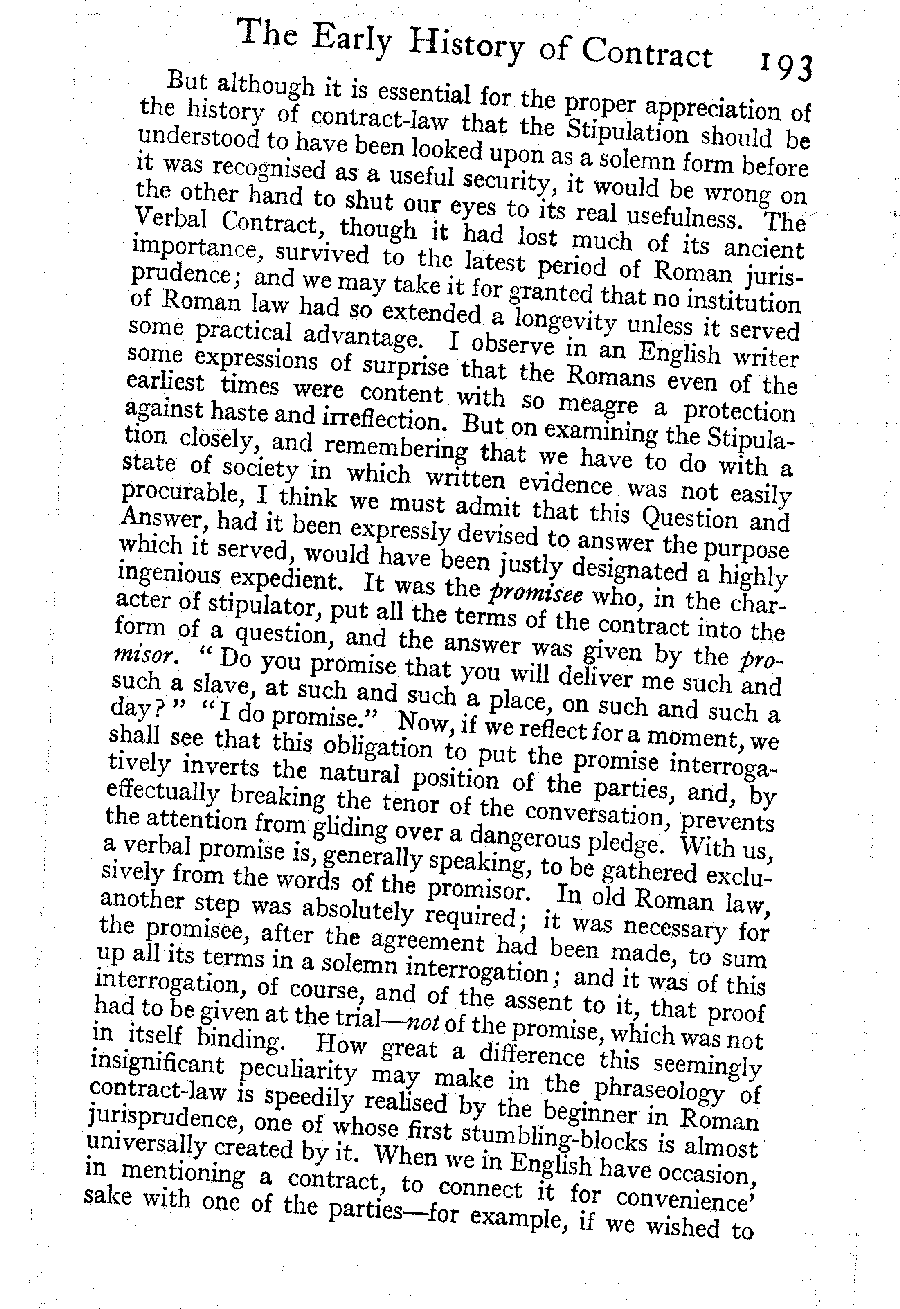 The Early History of Contract 193
But although it is essential for the proper appreciation of
the history of contract-law that the Stipulation should be
understood to have been looked upon as a solemn form before
it was recognised as a useful security, it would be wrong on
the other hand to shut our eyes to its real usefulness. The
Verbal Contract, though it had lost much of its ancient
importance, survived to the latest period of Roman juris-
prudence; and we may take it for granted that no institution
of Roman law had so extended a longevity unless it served
some practical advantage. I observe in an English writer
some expressions of surprise that the Romans even of the
earliest times were content with so meagre a protection
against haste and irreflection. But on examining the Stipula-
tion closely, and remembering that we have to do with a
state of society in which written evidence was not easily
procurable, I think we must admit that this Question and
Answer, had it been expressly devised to answer the purpose
which it served, would have been justly designated a highly
ingenious expedient. It was the promisee who, in the char-
acter of stipulator, put all the terms of the contract into the
form of a question, and the answer was given by the pro-
misor. “Do you promise that you will deliver me such and
such a slave, at such and such a place, on such and such a
day?” “I do promise.” Now, if we reflect for a moment, we
shall see that this obligation to put the promise interroga-
tively inverts the natural position of the parties, and, by
effectually breaking the tenor of the conversation, prevents
the attention from gliding over a dangerous pledge. With us,
a verbal promise is, generally speaking, to be gathered exclu-
sively from the words of the promisor. In old Roman law,
another step was absolutely required; it was necessary for
the promisee, after the agreement had been made, to sum
up all its terms in a solemn interrogation; and it was of this
interrogation, of course, and of the assent to it, that proof
had to be given at the trial—not of the promise, which was not
in itself binding. How great a difference this seemingly
insignificant peculiarity may make in the phraseology of
contract-law is speedily realised by the beginner in Roman
jurisprudence, one of whose first stumbling-blocks is almost
universally created by it. When we in English have occasion,
in mentioning a contract, to connect it for convenience’
sake with one of the parties—for example, if we wished to